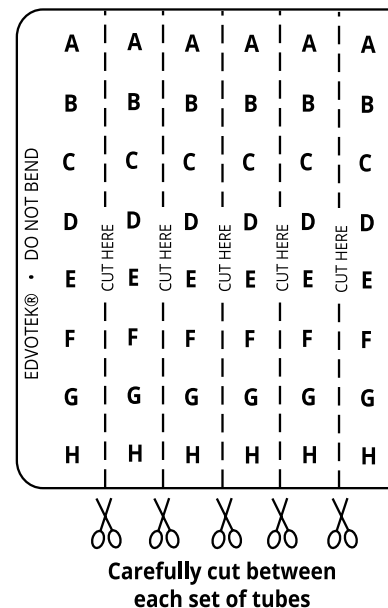 EDVOTEK® • DO NOT BEND
A A A A A A
B B B B B B
C C C C C C
D D D D D D
CUT HERE CUT HERE CUT HERE CUT HERE CUT HERE
E E E E E E
F F F F F F
G G G G G G
H H H H H H
Carefully cut between
each set of tubes